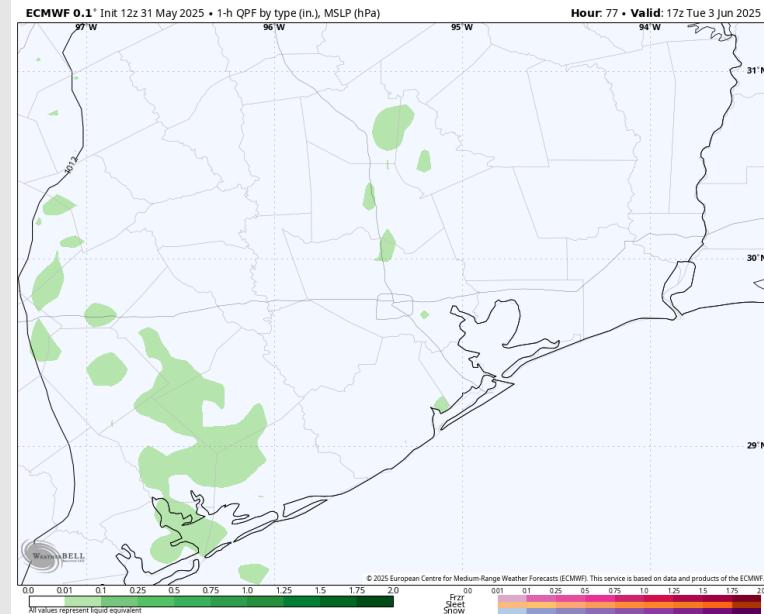 ECMWF 0.1° Init 12z 31 May 2025 • 1-h QPF by type (in.), MSLP (hPa) Hour: 77 • Valid: 17z Tue 3 Jun 2025
97°W 96°W 95°W 94°W
31°N
1012
30°N
29°N
WEATHERBELL
© 2025 European Centre for Medium-Range Weather Forecasts (ECMWF). This service is based on data and products of the ECMWF.
0.0 0.01 0.1 0.25 0.5 0.75 1.0 1.25 1.5 1.75 2.0 0.0 .01 0.1 0.25 0.5 0.75 1.0 1.25 1.5 1.75 2.0
Frzr
Sleet
Snow
All values represent liquid equivalent